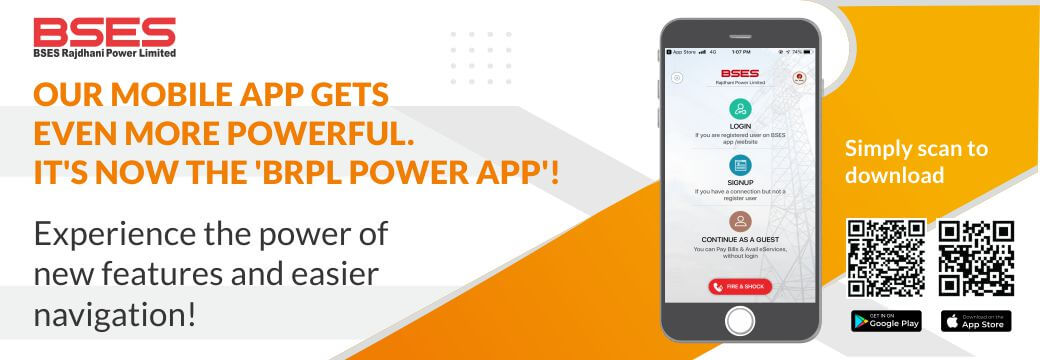 BSES
BSES Rajdhani Power Limited
OUR MOBILE APP GETS
EVEN MORE POWERFUL.
IT'S NOW THE 'BRPL POWER APP'!
Experience the power of
new features and easier
navigation!
App Store 4G 1:07 PM 74%
BSES
Rajdhani Power Limited
LOGIN
If you are registered user on BSES
app /website
SIGNUP
If you have a connection but not a
register user
CONTINUE AS A GUEST
You can Pay Bills & Avail eServices,
without login
FIRE & SHOCK
Simply scan to
download
GET IN ON
Google Play
Download on the
App Store